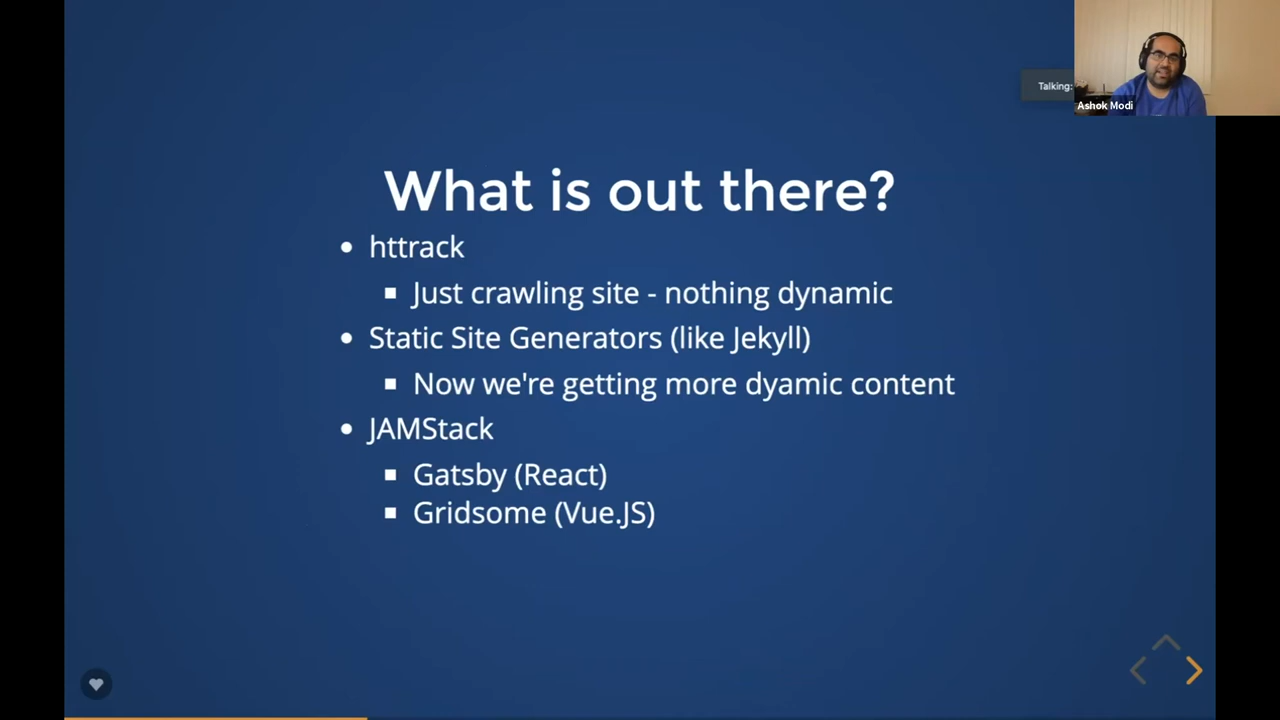 Talking:
Ashok Modi
What is out there?
httrack
Just crawling site - nothing dynamic
Static Site Generators (like Jekyll)
Now we're getting more dyamic content
JAMStack
Gatsby (React)
Gridsome (Vue.JS)